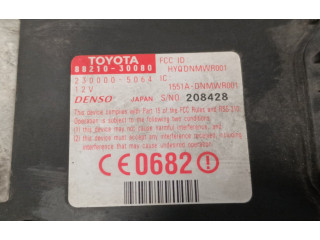 TOYOTA FCC ID
88210-30080 HYQDNMWR001
230000-5064 IC
12V 1551A-DNMWR001
DENSO JAPAN S/NO 208428
This device complies with Part 15 of the FCC Rules and RSS-210
Operation is subject to the following two conditions:
(1) this device may not cause harmful interference, and
(2) this device must accept any interference received,
including interference that may cause undesired operation.
CE0682